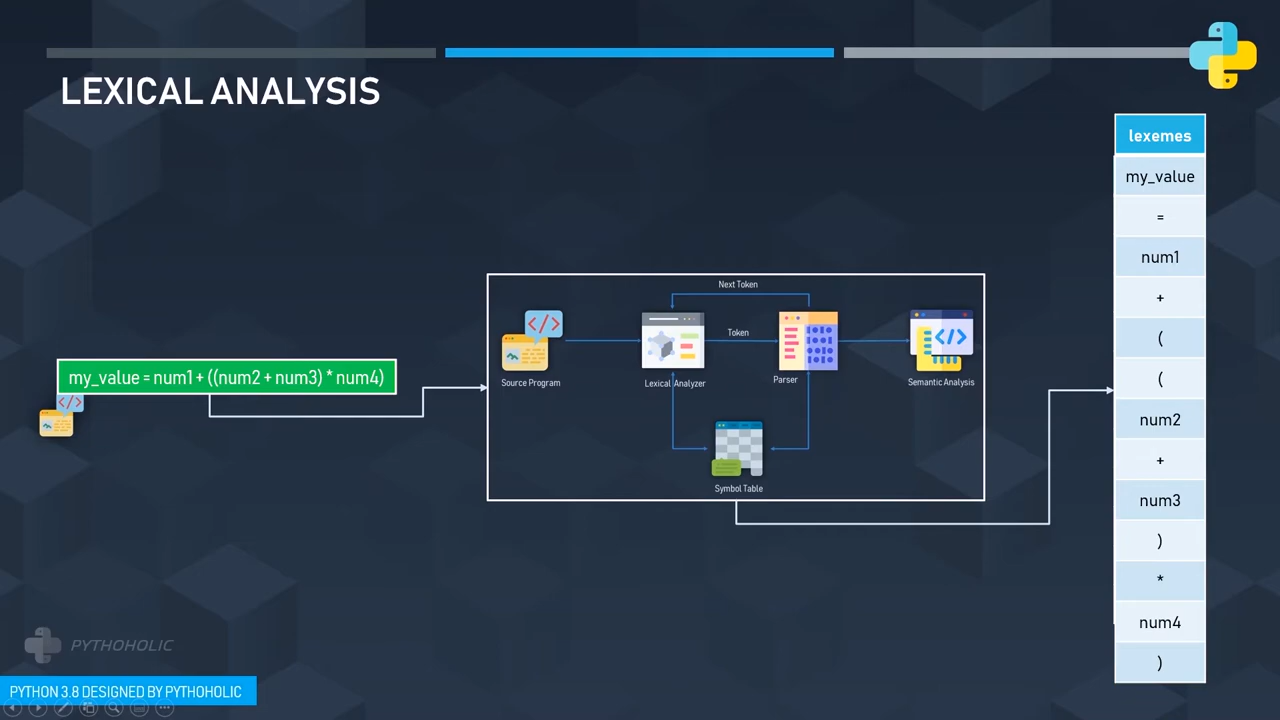 LEXICAL ANALYSIS
my_value = num1 + ((num2 + num3) * num4)
Next Token
Token
Source Program
Lexical Analyzer
Parser
Semantic Analysis
Symbol Table
lexemes
my_value
=
num1
+
(
(
num2
+
num3
)
*
num4
)
PYTHOHOLIC
PYTHON 3.8 DESIGNED BY PYTHOHOLIC